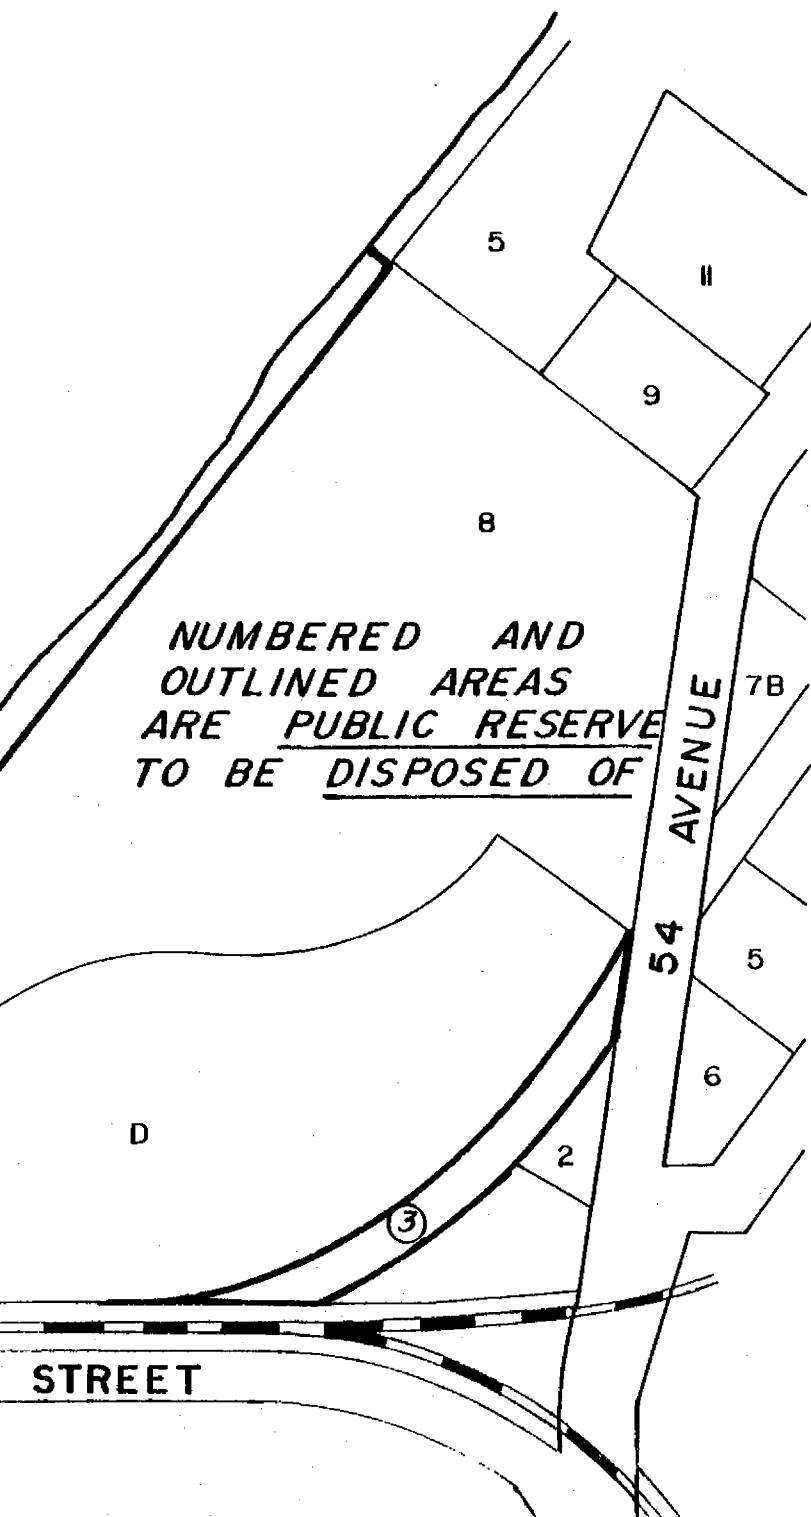 5
11
9
8
NUMBERED AND
OUTLINED AREAS
ARE PUBLIC RESERVE
TO BE DISPOSED OF
7B
54 AVENUE
5
6
D
2
3
STREET